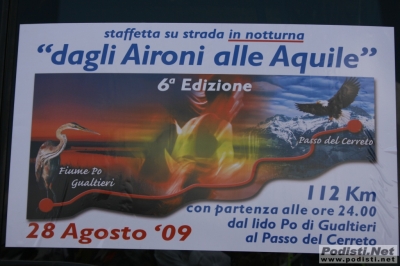 staffetta su strada in notturna
“dagli Aironi alle Aquile”
6ª Edizione
Passo del Cerreto
Fiume Po
Gualtieri
112 Km
con partenza alle ore 24.00
28 Agosto '09
dal lido Po di Gualtieri
al Passo del Cerreto
Podisti.Net
www.podisti.net